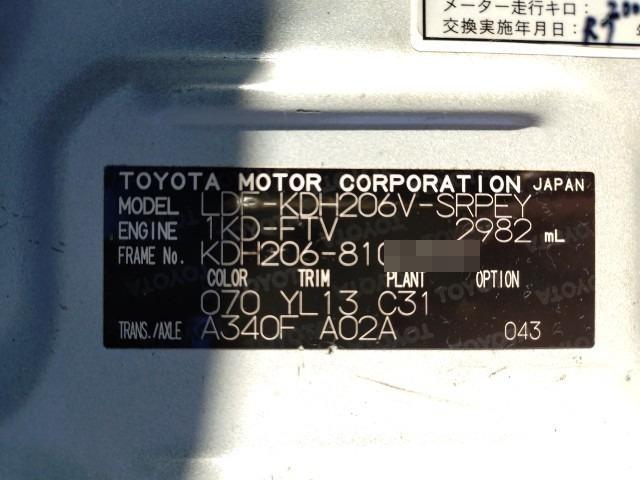 メーター走行キロ：
交換実施年月日：
TOYOTA MOTOR CORPORATION JAPAN
MODEL LDF-KDH206V-SRPEY
ENGINE 1KD-FTV 2982 mL
FRAME No. KDH206-810
COLOR TRIM PLANT OPTION
070 YL13 C31
TRANS./AXLE A340F A02A 043